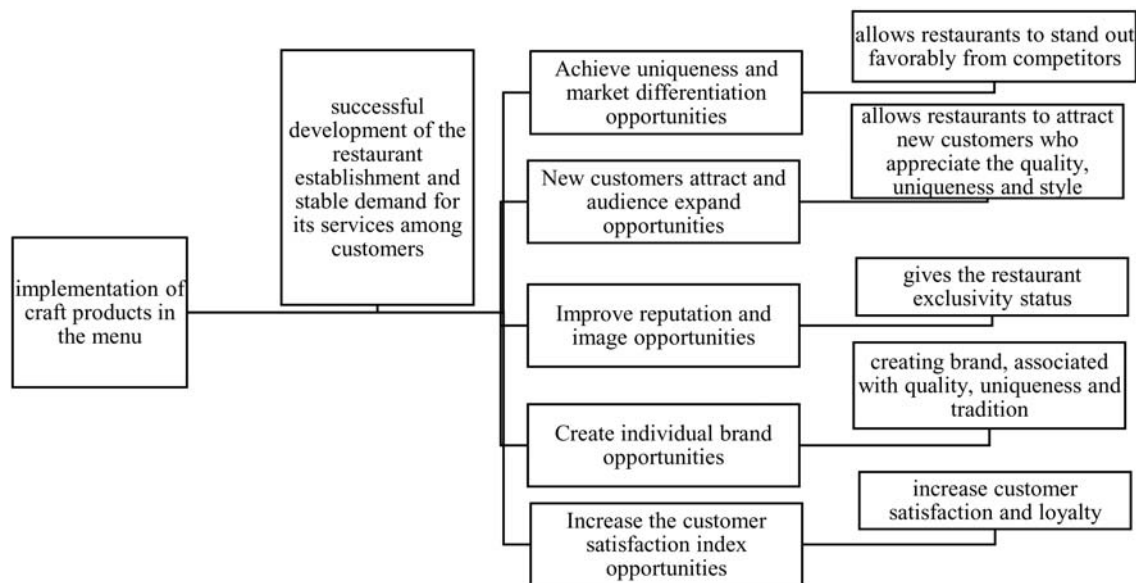 implementation of
craft products in
the menu
successful
development of the
restaurant
establishment and
stable demand for
its services among
customers
Achieve uniqueness and
market differentiation
opportunities
allows restaurants to stand out
favorably from competitors
New customers attract and
audience expand
opportunities
allows restaurants to attract
new customers who
appreciate the quality,
uniqueness and style
Improve reputation and
image opportunities
gives the restaurant
exclusivity status
Create individual brand
opportunities
creating brand, associated
with quality, uniqueness and
tradition
Increase the customer
satisfaction index
opportunities
increase customer
satisfaction and loyalty